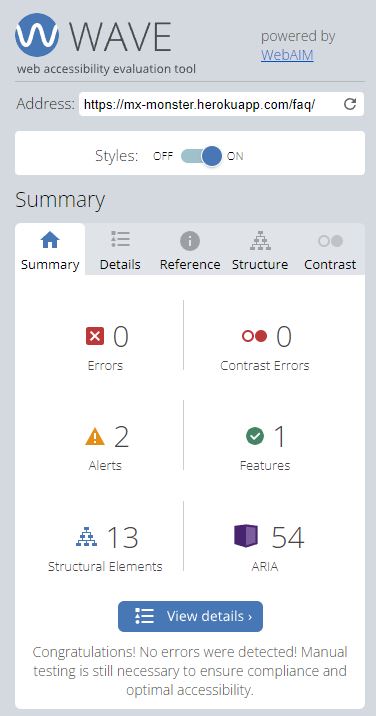 WAVE
powered by
WebAIM
web accessibility evaluation tool
Address: https://mx-monster.herokuapp.com/faq/
Styles: OFF ON
Summary
Summary Details Reference Structure Contrast
0 0
Errors Contrast Errors
2 1
Alerts Features
13 54
Structural Elements ARIA
View details ›
Congratulations! No errors were detected! Manual
testing is still necessary to ensure compliance and
optimal accessibility.